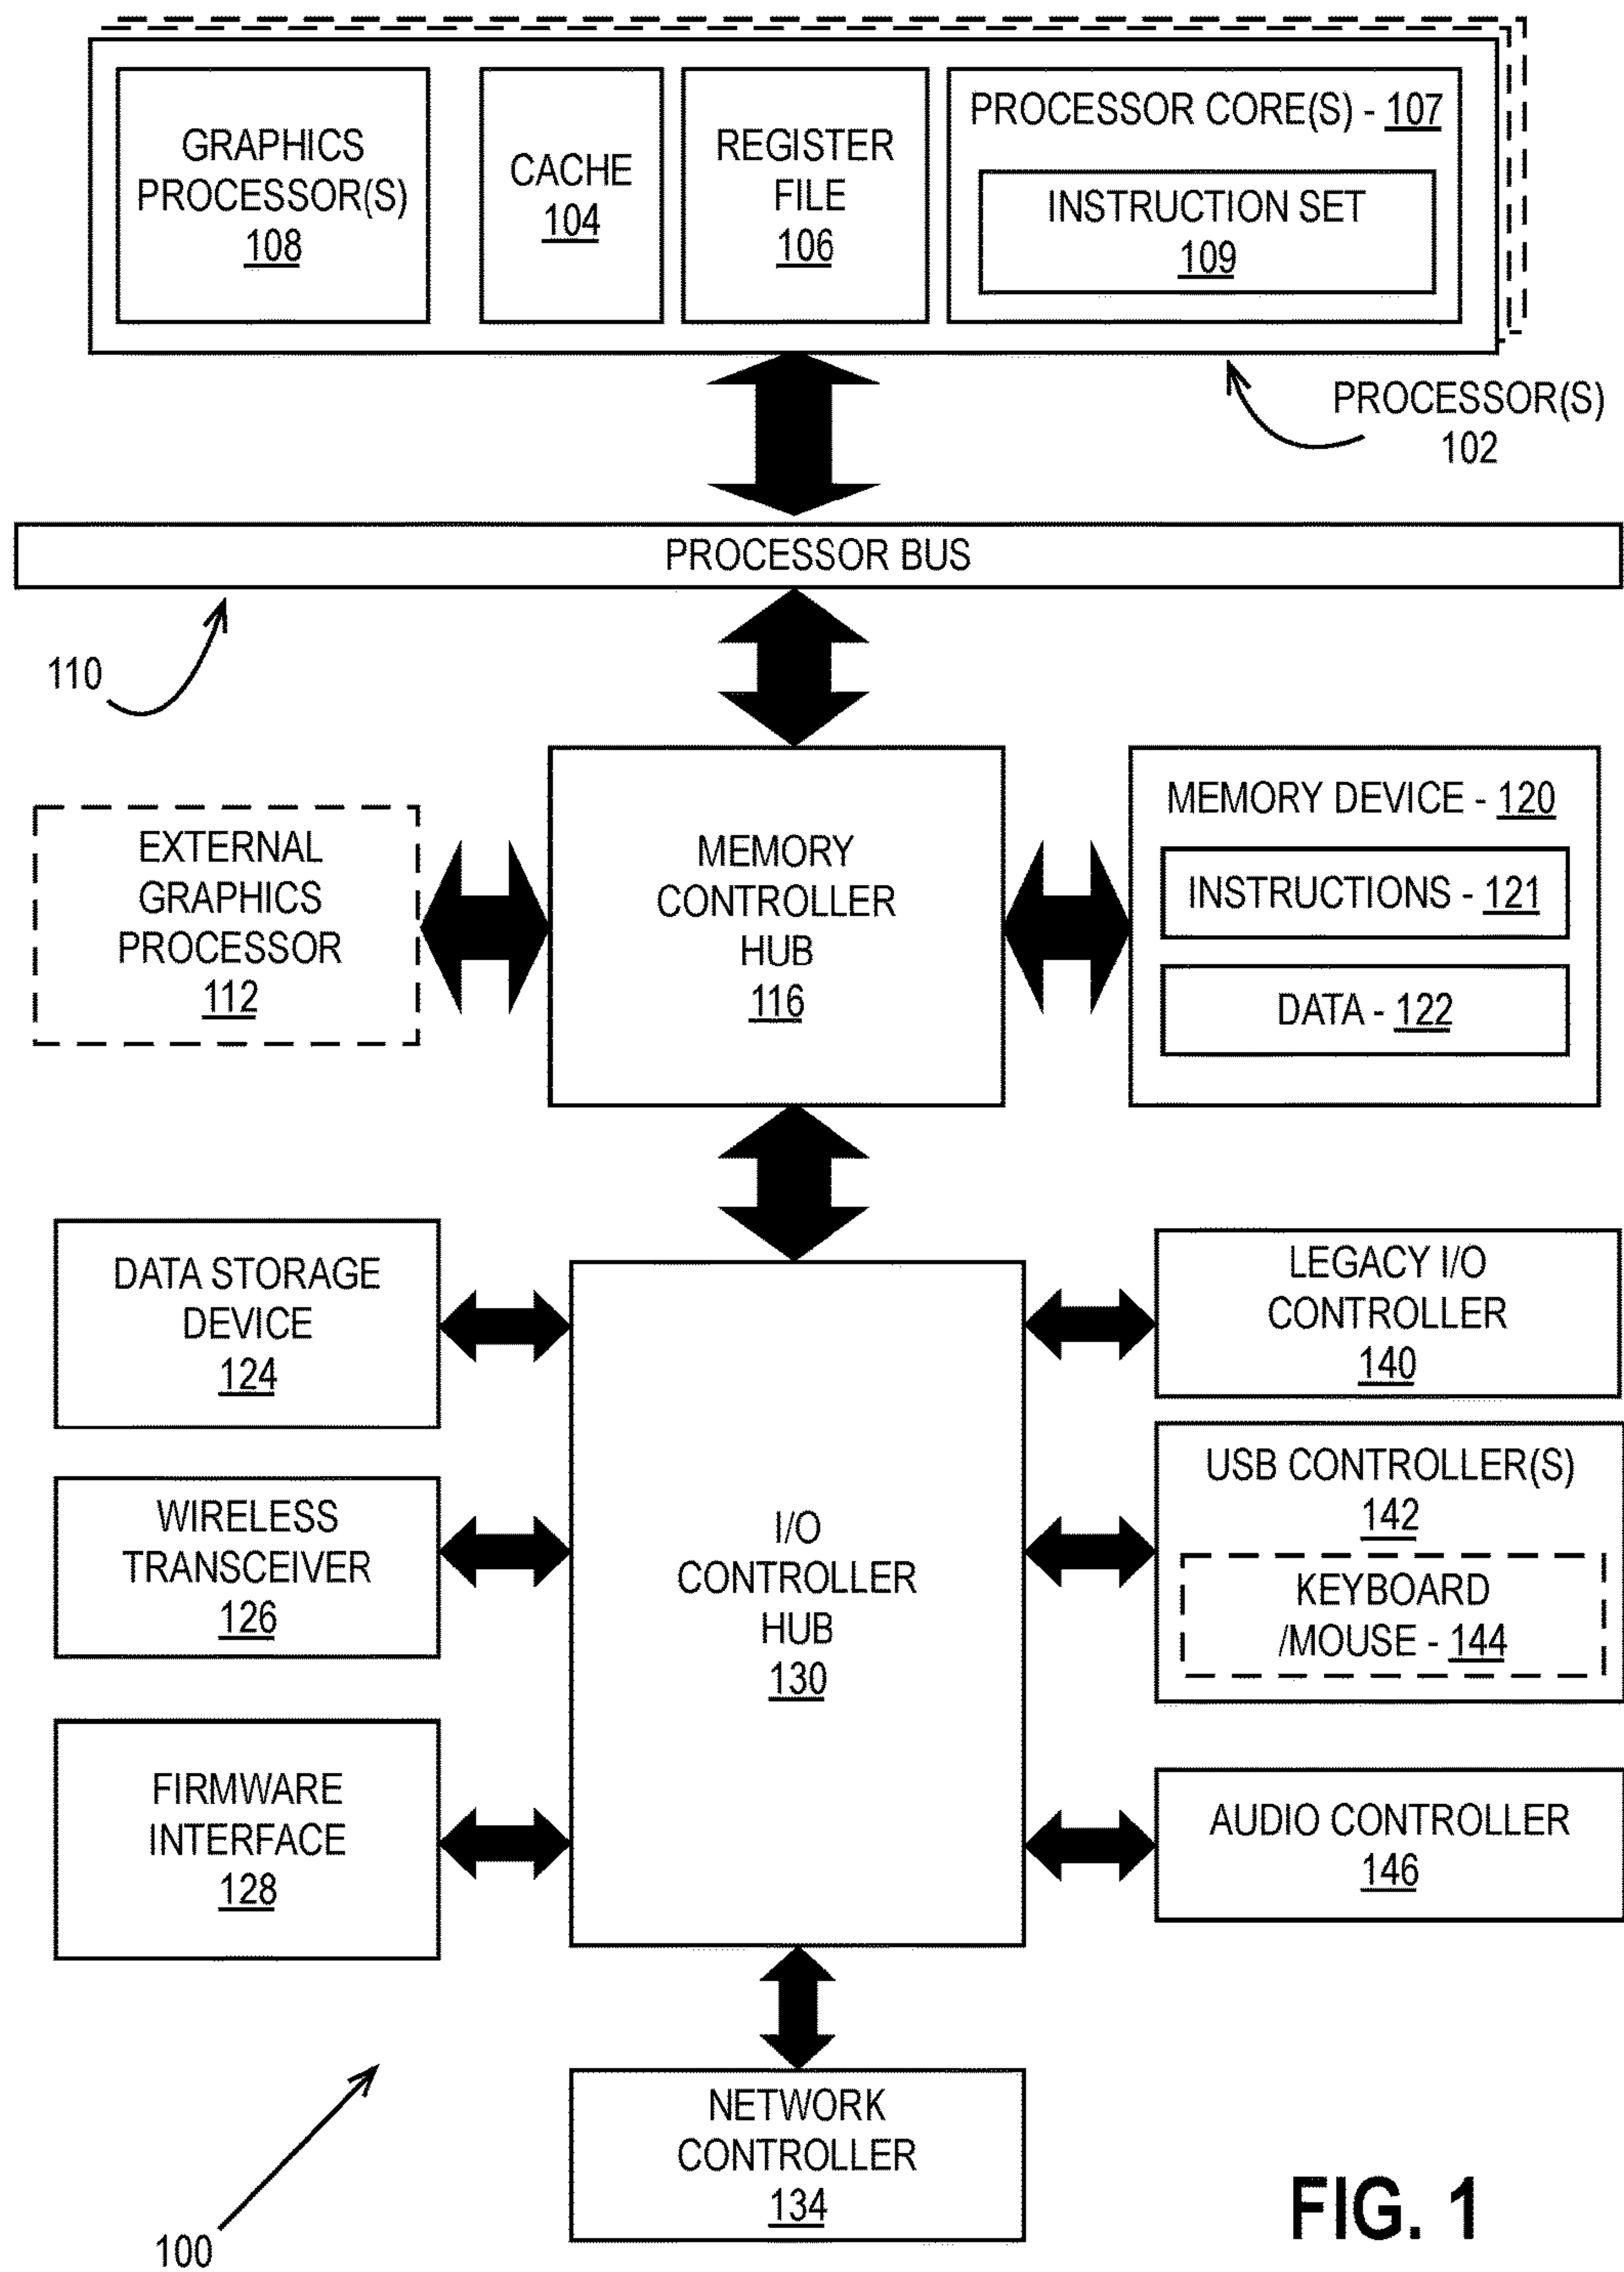 GRAPHICS
PROCESSOR(S)
108
CACHE
104
REGISTER
FILE
106
PROCESSOR CORE(S) - 107
INSTRUCTION SET
109
PROCESSOR(S)
102
PROCESSOR BUS
110
EXTERNAL
GRAPHICS
PROCESSOR
112
MEMORY
CONTROLLER
HUB
116
MEMORY DEVICE - 120
INSTRUCTIONS - 121
DATA - 122
DATA STORAGE
DEVICE
124
WIRELESS
TRANSCEIVER
126
FIRMWARE
INTERFACE
128
I/O
CONTROLLER
HUB
130
LEGACY I/O
CONTROLLER
140
USB CONTROLLER(S)
142
KEYBOARD
/MOUSE - 144
AUDIO CONTROLLER
146
NETWORK
CONTROLLER
134
100
FIG. 1